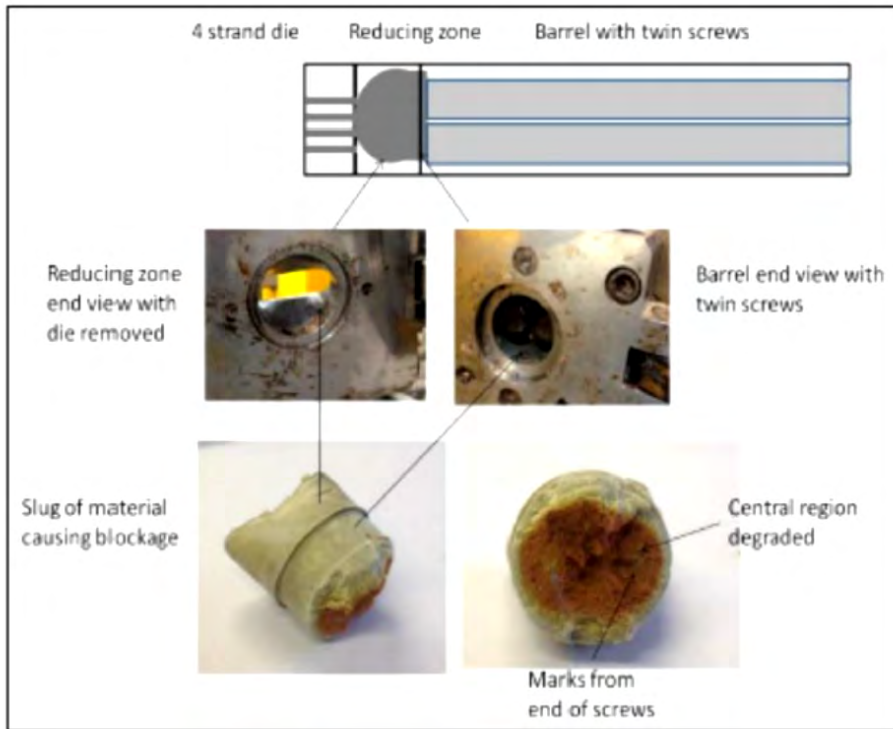 4 strand die
Reducing zone
Barrel with twin screws
Reducing zone
end view with
die removed
Barrel end view with
twin screws
Slug of material
causing blockage
Central region
degraded
Marks from
end of screws